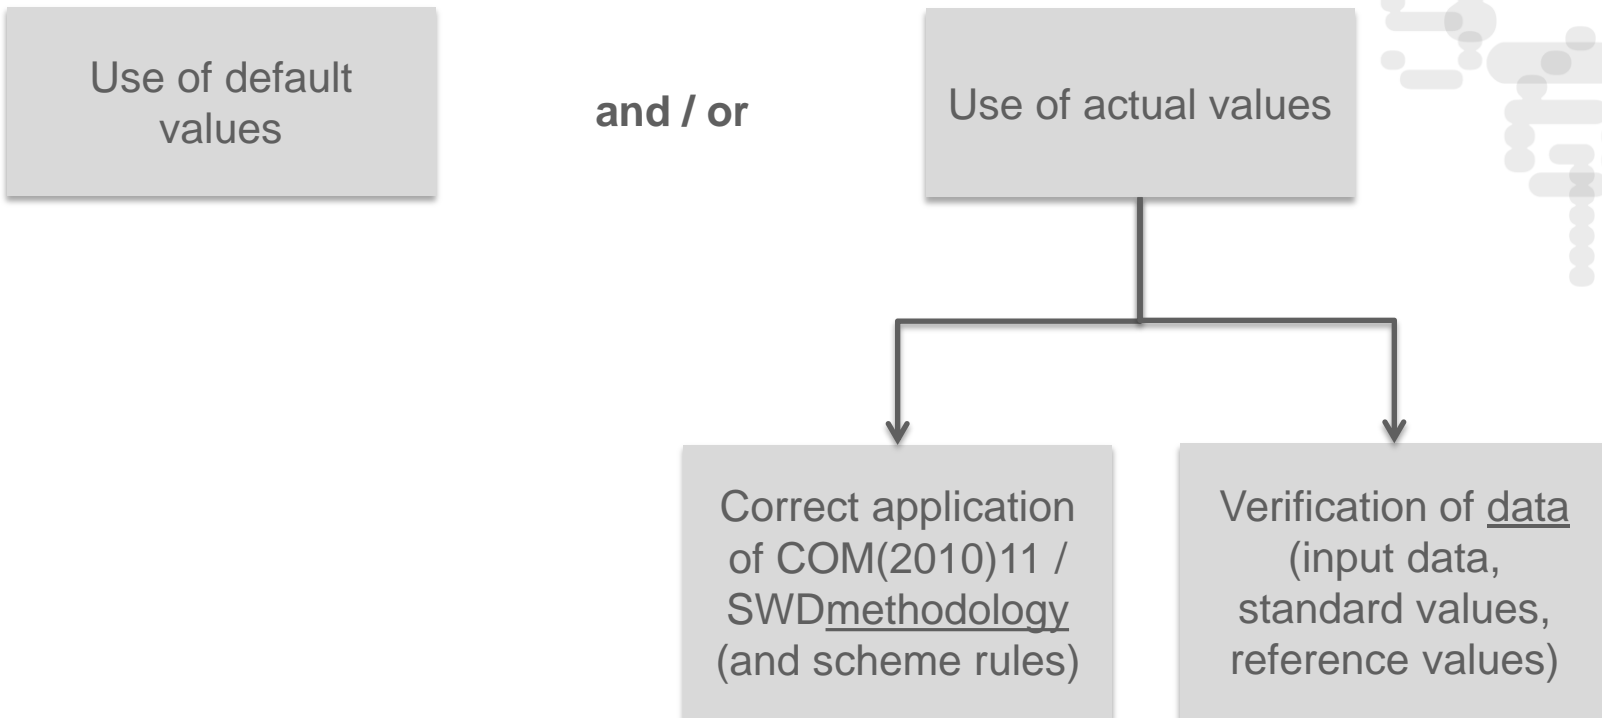 Use of default
values
and / or
Use of actual values
Correct application
of COM(2010)11 /
SWDmethodology
(and scheme rules)
Verification of data
(input data,
standard values,
reference values)